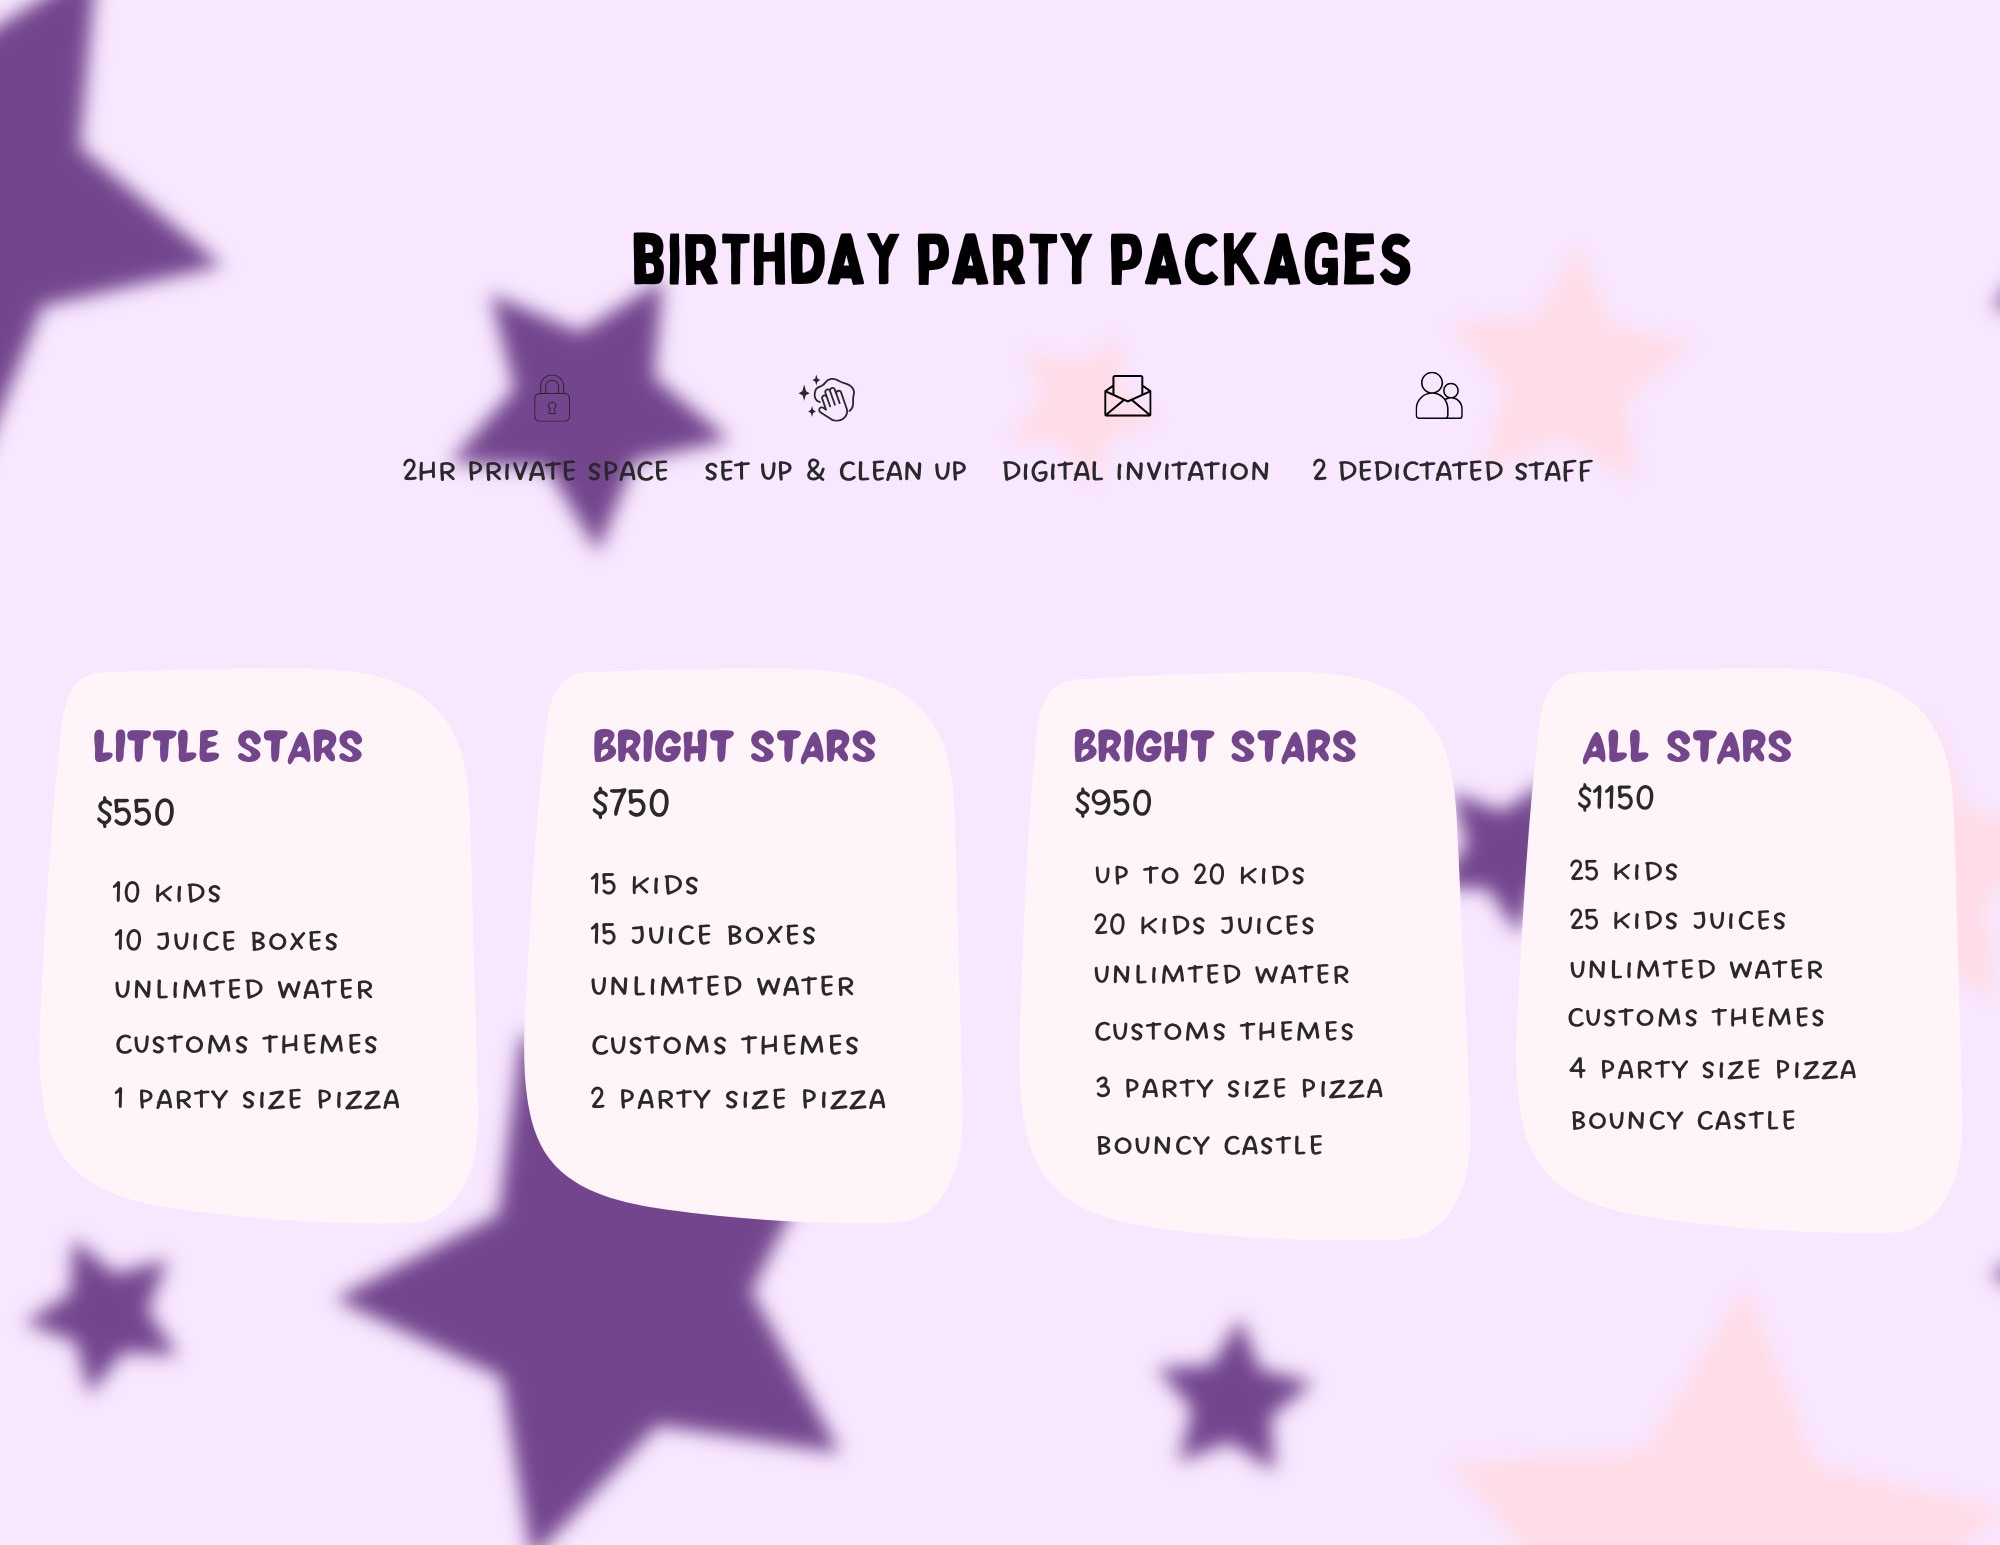 BIRTHDAY PARTY PACKAGES
2HR PRIVATE SPACE
SET UP & CLEAN UP
DIGITAL INVITATION
2 DEDICTATED STAFF
LITTLE STARS
$550
10 KIDS
10 JUICE BOXES
UNLIMTED WATER
CUSTOMS THEMES
1 PARTY SIZE PIZZA
BRIGHT STARS
$750
15 KIDS
15 JUICE BOXES
UNLIMTED WATER
CUSTOMS THEMES
2 PARTY SIZE PIZZA
BRIGHT STARS
$950
UP TO 20 KIDS
20 KIDS JUICES
UNLIMTED WATER
CUSTOMS THEMES
3 PARTY SIZE PIZZA
BOUNCY CASTLE
ALL STARS
$1150
25 KIDS
25 KIDS JUICES
UNLIMTED WATER
CUSTOMS THEMES
4 PARTY SIZE PIZZA
BOUNCY CASTLE